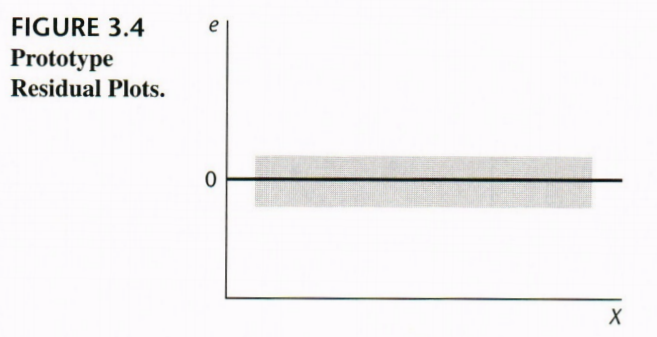 FIGURE 3.4
Prototype
Residual Plots.
e
0
X